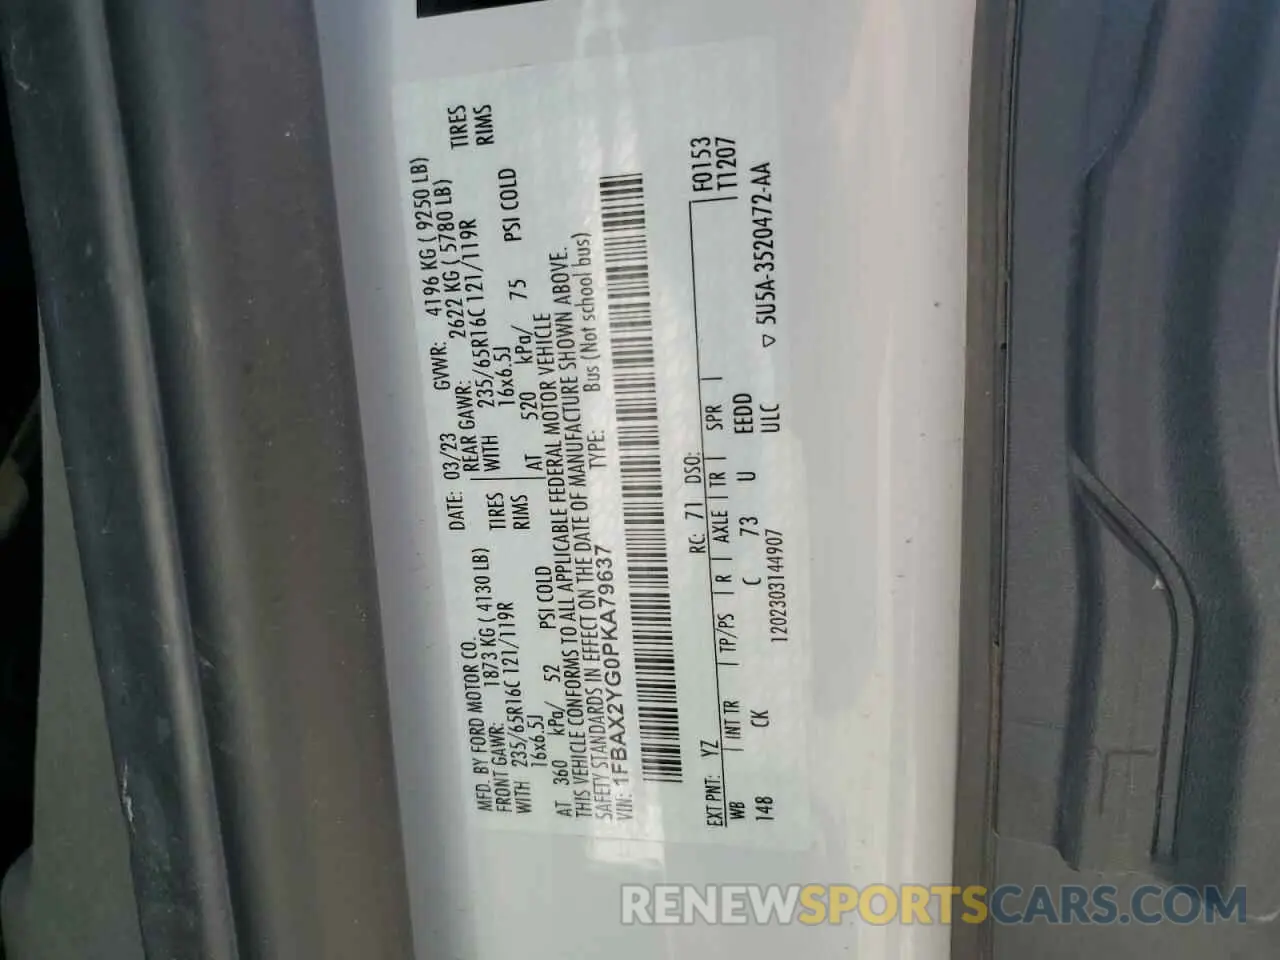 MFD. BY FORD MOTOR CO.
DATE: 03/23 GVWR: 4196 KG ( 9250 LB)
FRONT GAWR: 1873 KG ( 4130 LB) REAR GAWR: 2622 KG ( 5780 LB)
WITH 235/65R16C 121/119R TIRES WITH 235/65R16C 121/119R TIRES
16x6.5J RIMS 16x6.5J RIMS
AT 360 kPa/ 52 PSI COLD AT 520 kPa/ 75 PSI COLD
THIS VEHICLE CONFORMS TO ALL APPLICABLE FEDERAL MOTOR VEHICLE
SAFETY STANDARDS IN EFFECT ON THE DATE OF MANUFACTURE SHOWN ABOVE.
VIN: 1FBAX2YG0PKA79637 TYPE: Bus (Not school bus)
EXT PNT: YZ RC: 71 DSO: F0153
WB INT TR TP/PS R AXLE TR SPR T1207
148 CK C 73 U EEDD
1202303144907 ULC ▽ 5U5A-3520472-AA
RENEWSPORTSCARS.COM